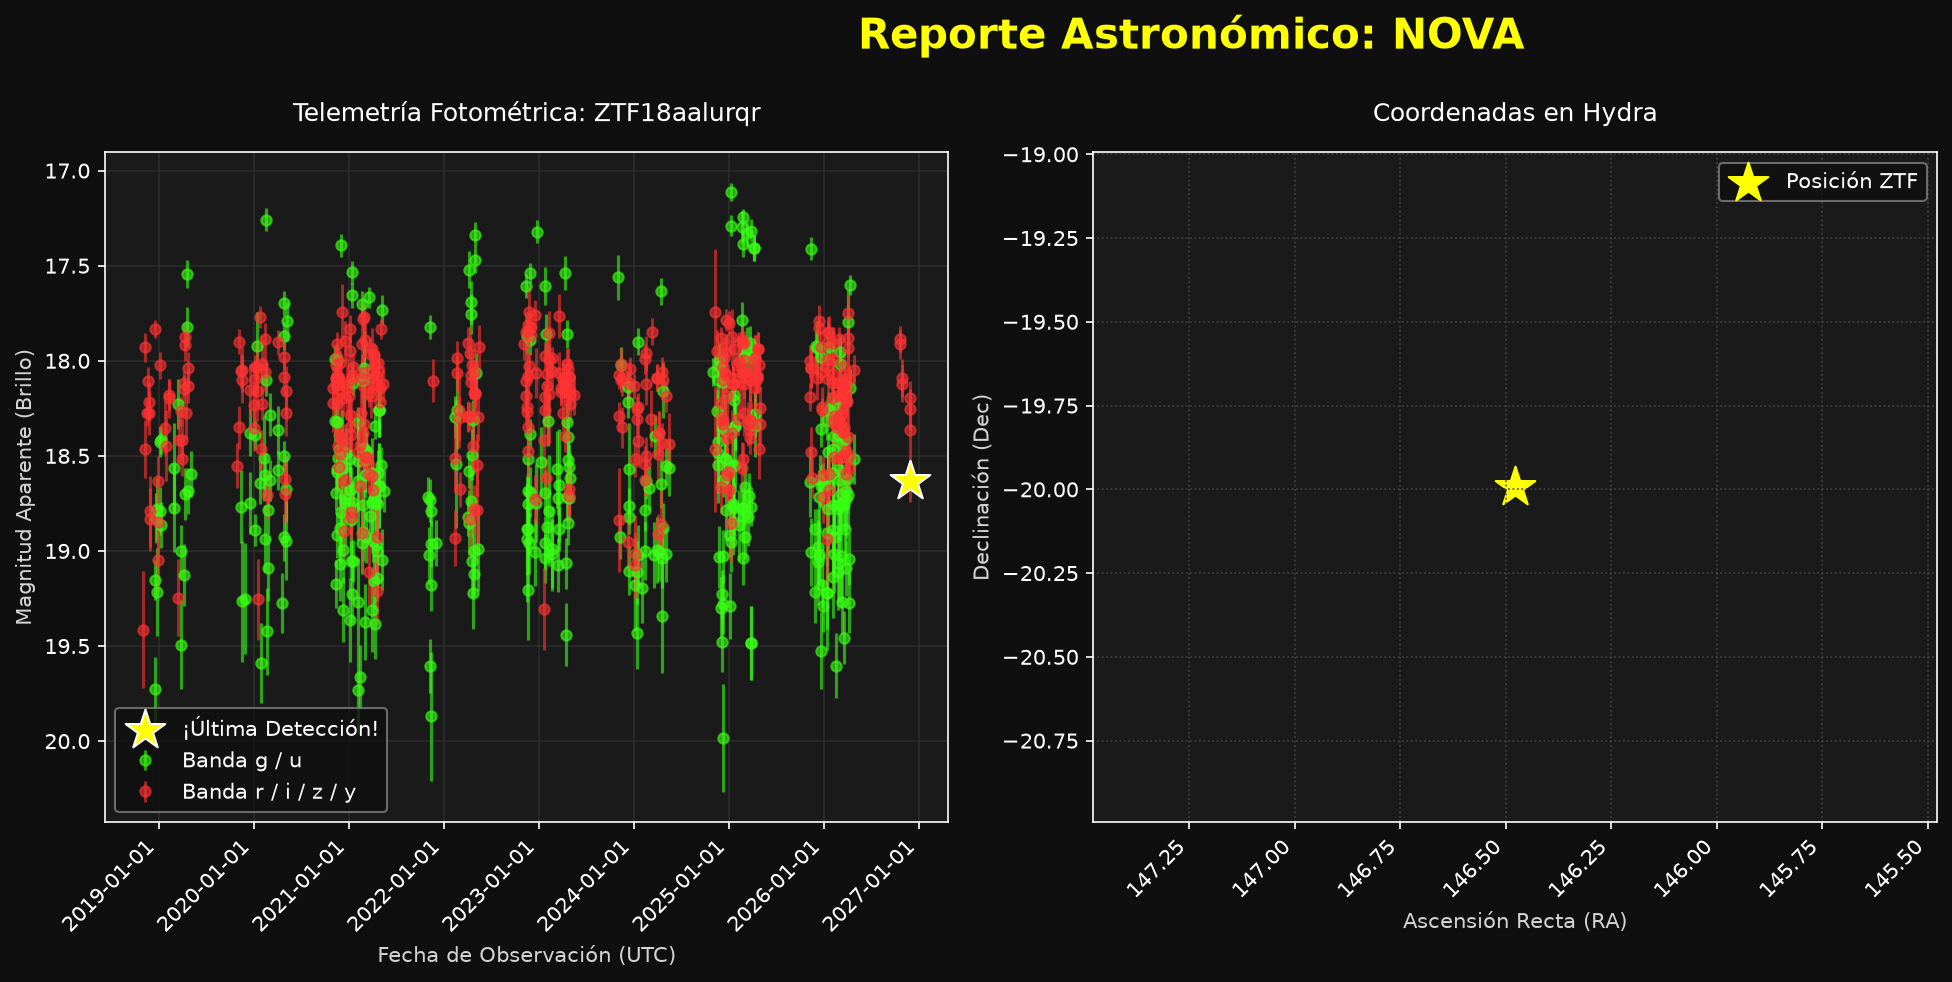 Reporte Astronómico: NOVA
Telemetría Fotométrica: ZTF18aalurqr
Magnitud Aparente (Brillo)
17.0
17.5
18.0
18.5
19.0
19.5
20.0
¡Última Detección!
Banda g / u
Banda r / i / z / y
2019-01-01
2020-01-01
2021-01-01
2022-01-01
2023-01-01
2024-01-01
2025-01-01
2026-01-01
2027-01-01
Fecha de Observación (UTC)
Coordenadas en Hydra
Declinación (Dec)
−19.00
−19.25
−19.50
−19.75
−20.00
−20.25
−20.50
−20.75
Posición ZTF
147.25
147.00
146.75
146.50
146.25
146.00
145.75
145.50
Ascensión Recta (RA)